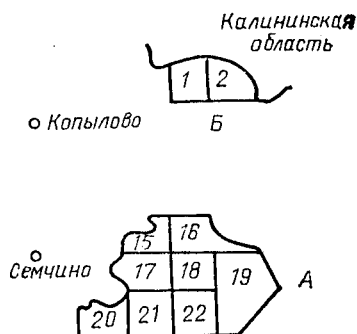 Калининская
область
1 2
Копылово
Б
15 16
Семчино
17 18 19 А
20 21 22